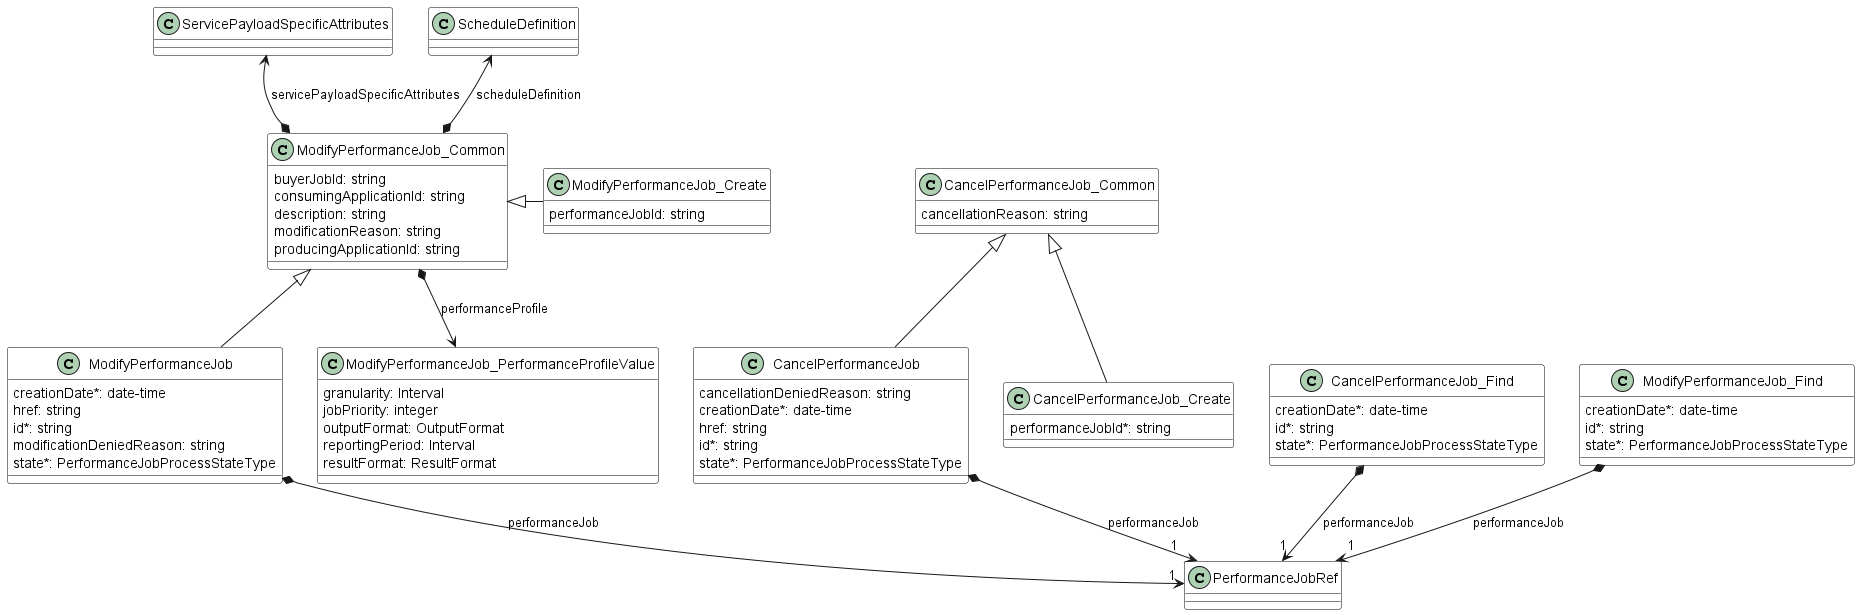 C ServicePayloadSpecificAttributes
C ScheduleDefinition
servicePayloadSpecificAttributes
scheduleDefinition
C ModifyPerformanceJob_Common
buyerJobId: string
consumingApplicationId: string
description: string
modificationReason: string
producingApplicationId: string
C ModifyPerformanceJob_Create
performanceJobId: string
C CancelPerformanceJob_Common
cancellationReason: string
performanceProfile
C ModifyPerformanceJob
creationDate*: date-time
href: string
id*: string
modificationDeniedReason: string
state*: PerformanceJobProcessStateType
C ModifyPerformanceJob_PerformanceProfileValue
granularity: Interval
jobPriority: integer
outputFormat: OutputFormat
reportingPeriod: Interval
resultFormat: ResultFormat
C CancelPerformanceJob
cancellationDeniedReason: string
creationDate*: date-time
href: string
id*: string
state*: PerformanceJobProcessStateType
C CancelPerformanceJob_Create
performanceJobId*: string
C CancelPerformanceJob_Find
creationDate*: date-time
id*: string
state*: PerformanceJobProcessStateType
C ModifyPerformanceJob_Find
creationDate*: date-time
id*: string
state*: PerformanceJobProcessStateType
performanceJob
performanceJob
performanceJob
performanceJob
1
1
1
1
C PerformanceJobRef